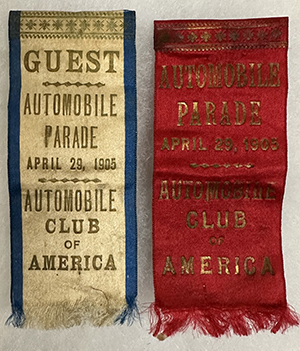 GUEST
AUTOMOBILE
PARADE
APRIL 29, 1905
AUTOMOBILE
CLUB
OF
AMERICA
AUTOMOBILE
PARADE
APRIL 29, 1905
AUTOMOBILE
CLUB
OF
AMERICA